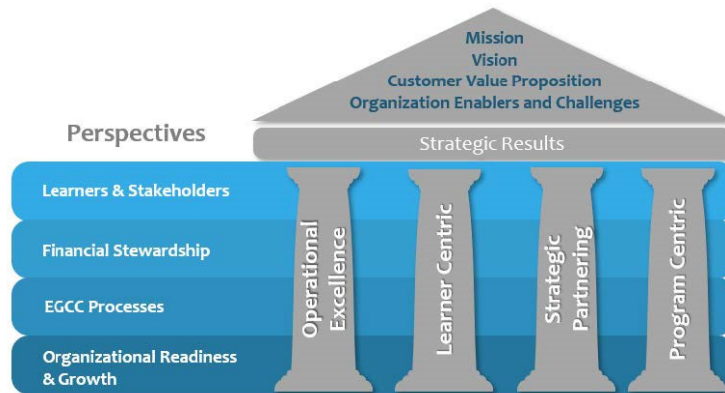 Mission
Vision
Customer Value Proposition
Organization Enablers and Challenges
Perspectives
Strategic Results
Learners & Stakeholders
Financial Stewardship
EGCC Processes
Organizational Readiness
& Growth
Operational
Excellence
Learner Centric
Strategic
Partnering
Program Centric